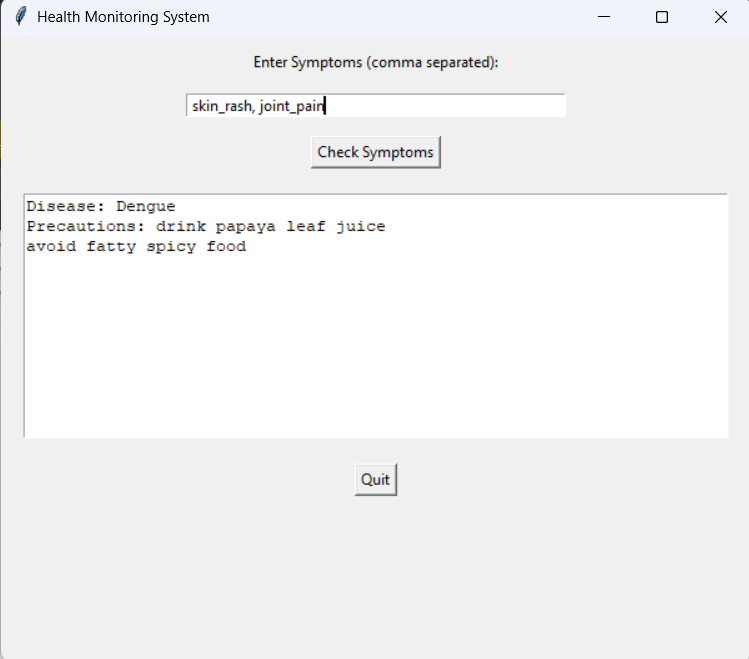 Health Monitoring System
Enter Symptoms (comma separated):
skin_rash, joint_pain
Check Symptoms
Disease: Dengue
Precautions: drink papaya leaf juice
avoid fatty spicy food
Quit